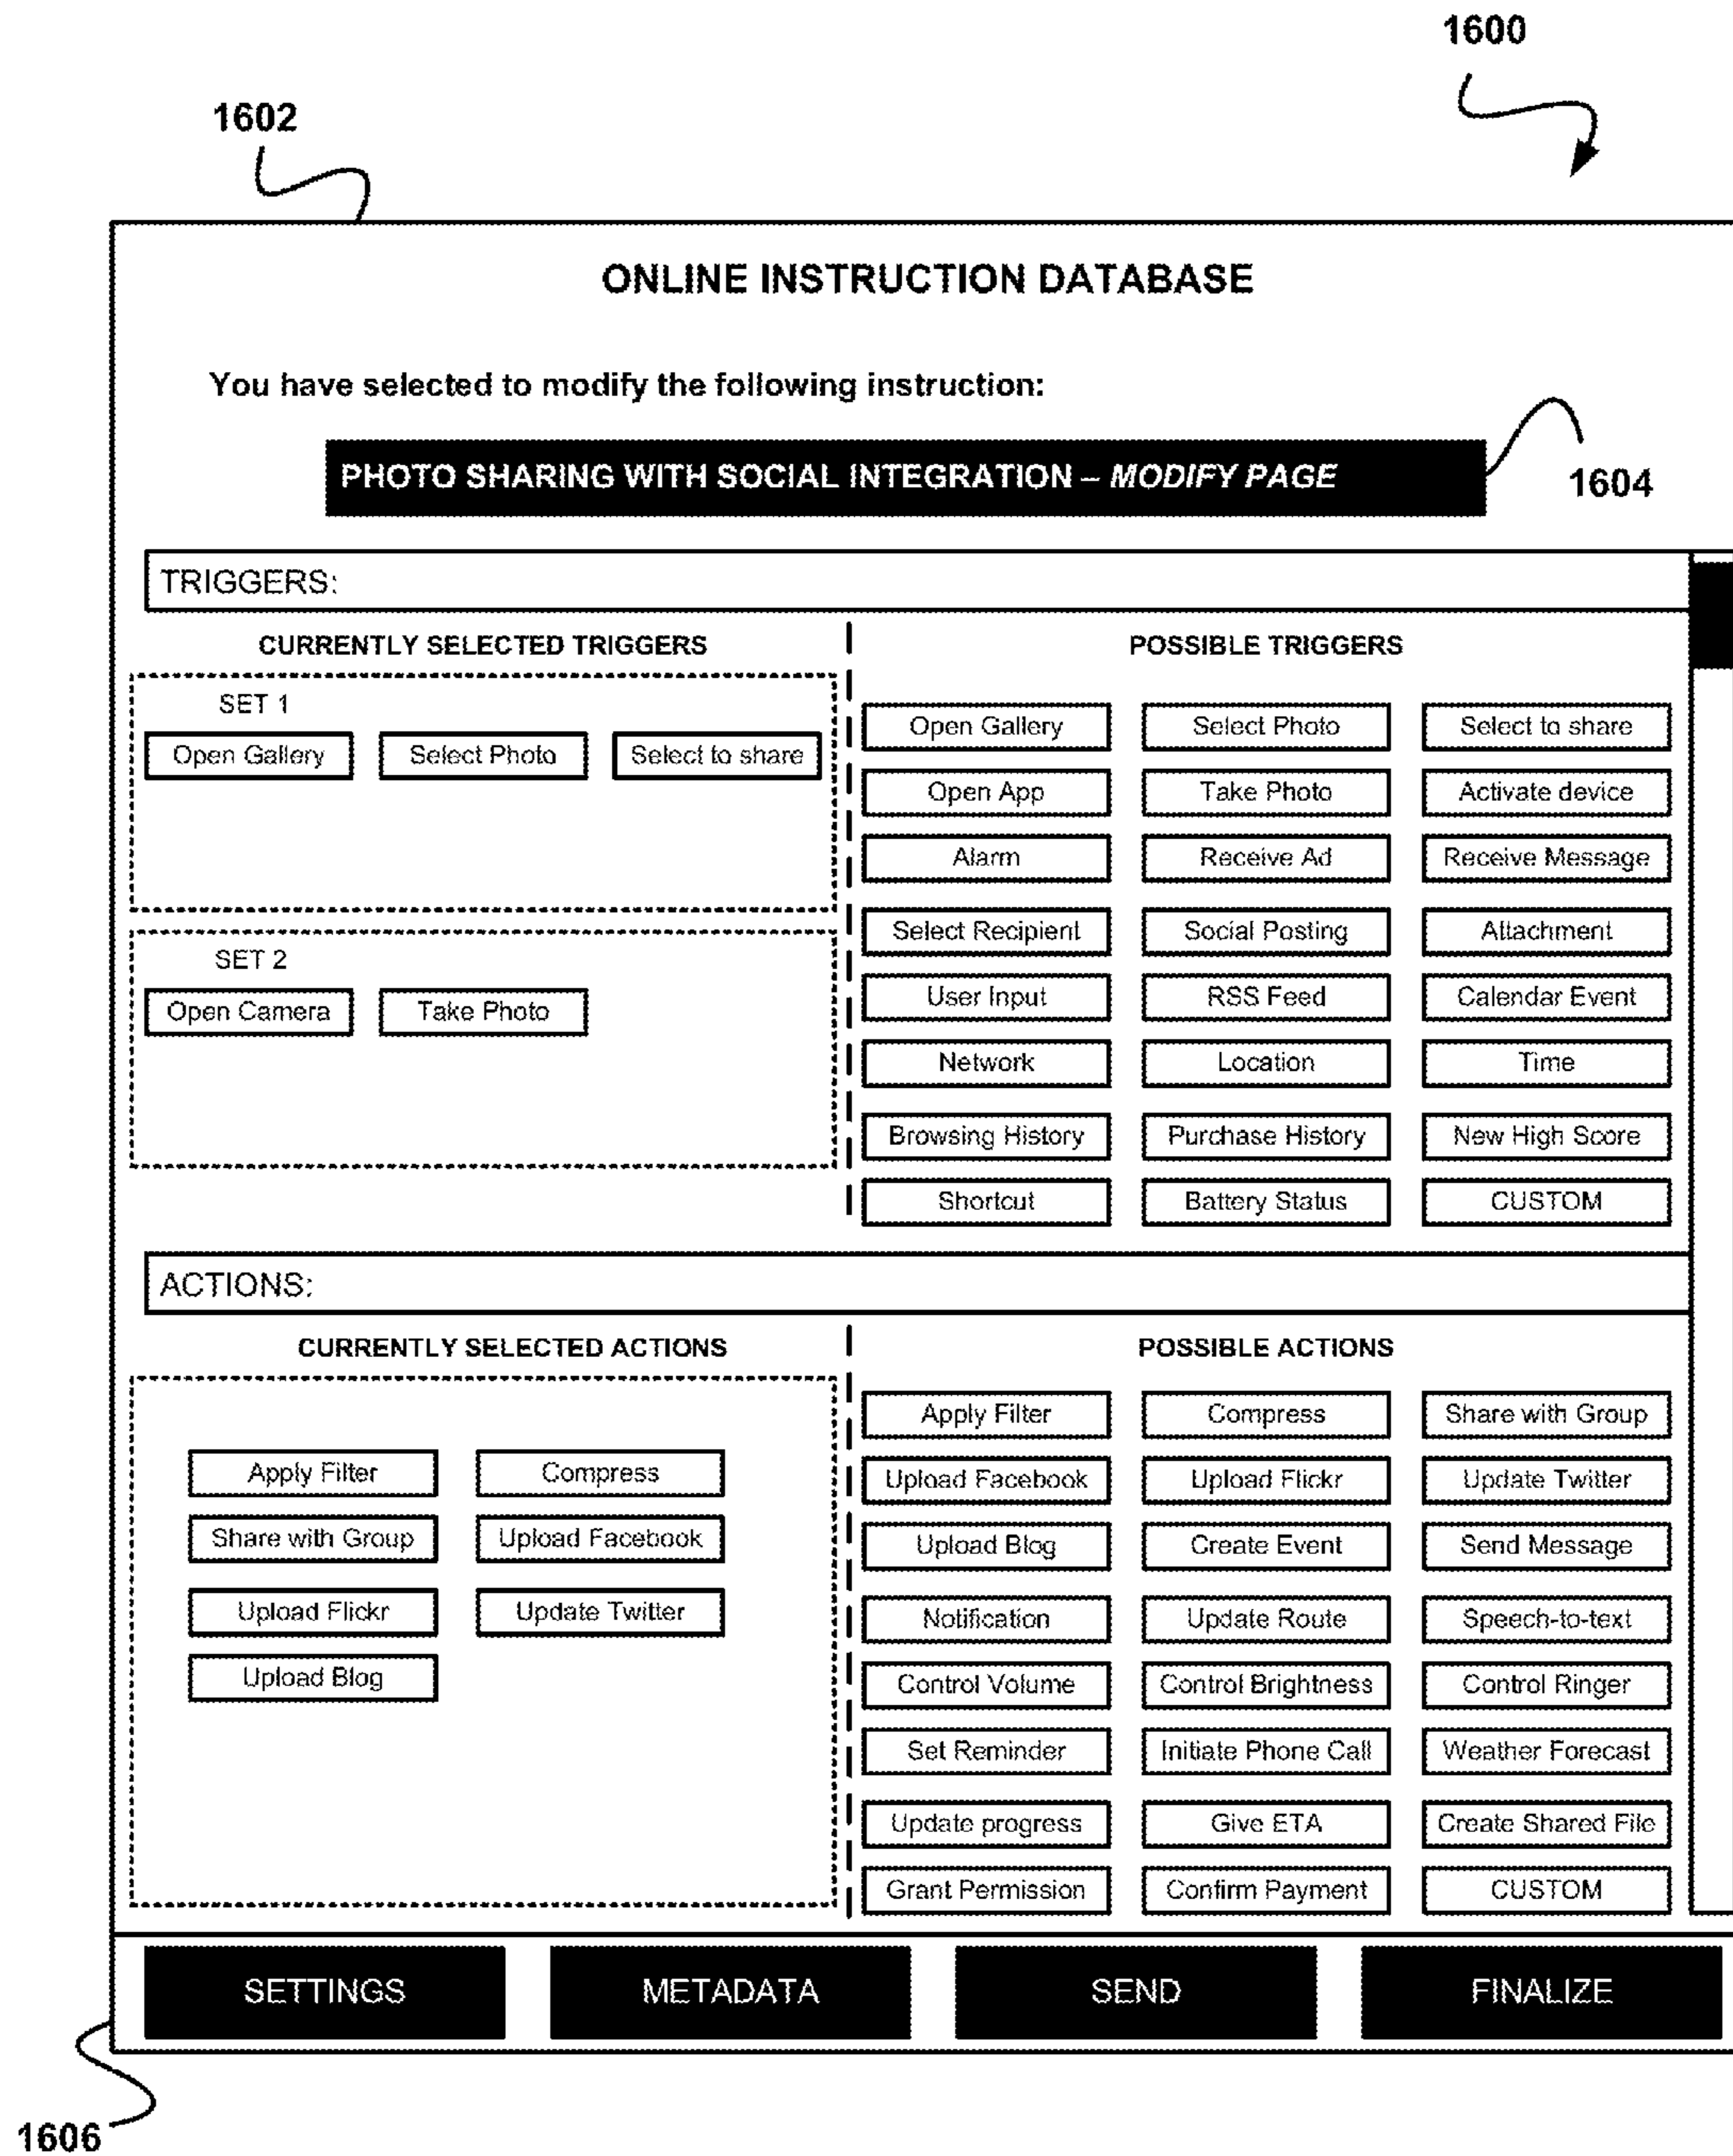 1600
1602
ONLINE INSTRUCTION DATABASE
You have selected to modify the following instruction:
PHOTO SHARING WITH SOCIAL INTEGRATION – MODIFY PAGE
1604
TRIGGERS:
CURRENTLY SELECTED TRIGGERS
SET 1
Open Gallery Select Photo Select to share
SET 2
Open Camera Take Photo
POSSIBLE TRIGGERS
Open Gallery Select Photo Select to share
Open App Take Photo Activate device
Alarm Receive Ad Receive Message
Select Recipient Social Posting Attachment
User Input RSS Feed Calendar Event
Network Location Time
Browsing History Purchase History New High Score
Shortcut Battery Status CUSTOM
ACTIONS:
CURRENTLY SELECTED ACTIONS
Apply Filter Compress
Share with Group Upload Facebook
Upload Flickr Update Twitter
Upload Blog
POSSIBLE ACTIONS
Apply Filter Compress Share with Group
Upload Facebook Upload Flickr Update Twitter
Upload Blog Create Event Send Message
Notification Update Route Speech-to-text
Control Volume Control Brightness Control Ringer
Set Reminder Initiate Phone Call Weather Forecast
Update progress Give ETA Create Shared File
Grant Permission Confirm Payment CUSTOM
SETTINGS METADATA SEND FINALIZE
1606